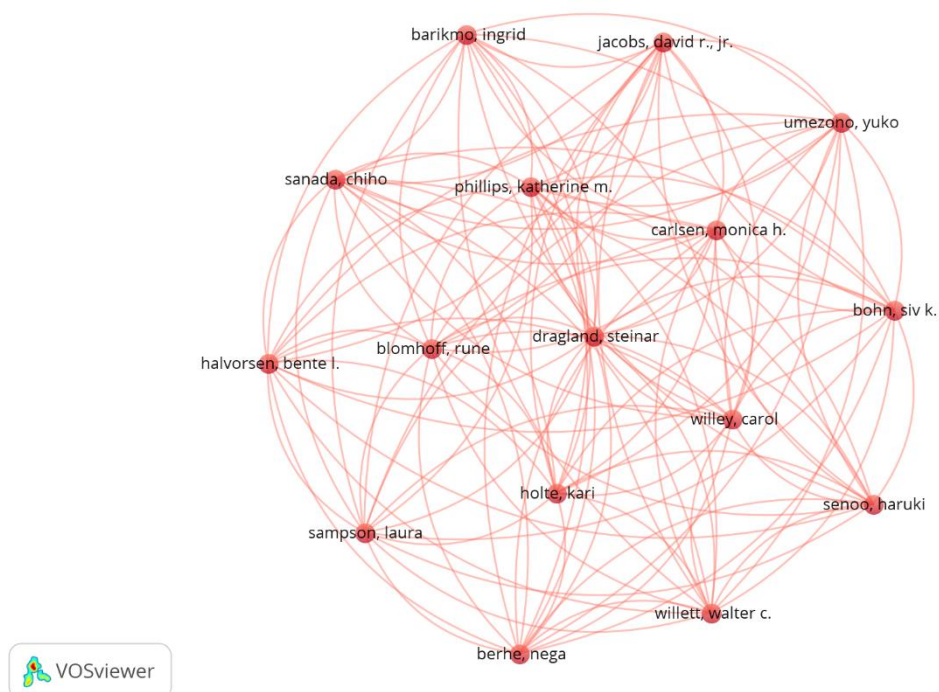 barikmo, ingrid
jacobs, david r., jr.
umezono, yuko
sanada, chiho
phillips, katherine m.
carlsen, monica h.
bohn, siv k.
dragland, steinar
blomhoff, rune
halvorsen, bente l.
willey, carol
holte, kari
senoo, haruki
sampson, laura
willett, walter c.
berhe, nega
VOSviewer